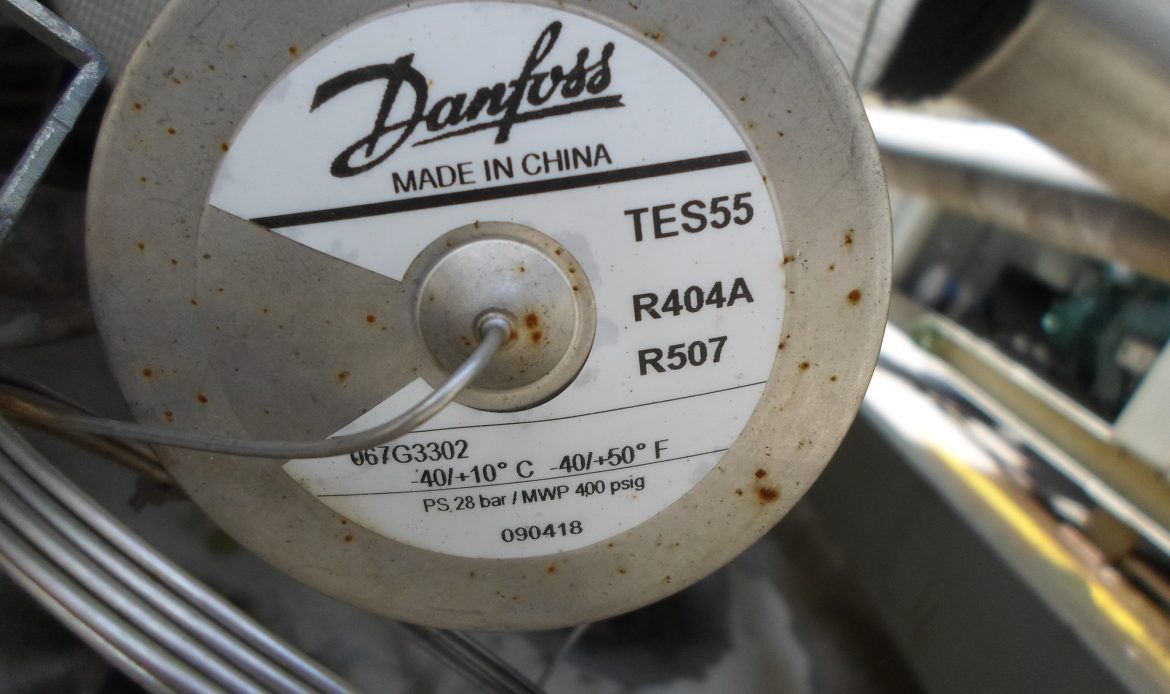 Danfoss
MADE IN CHINA
TES55
R404A
R507
067G3302
-40/+10° C -40/+50° F
PS 28 bar / MWP 400 psig
090418